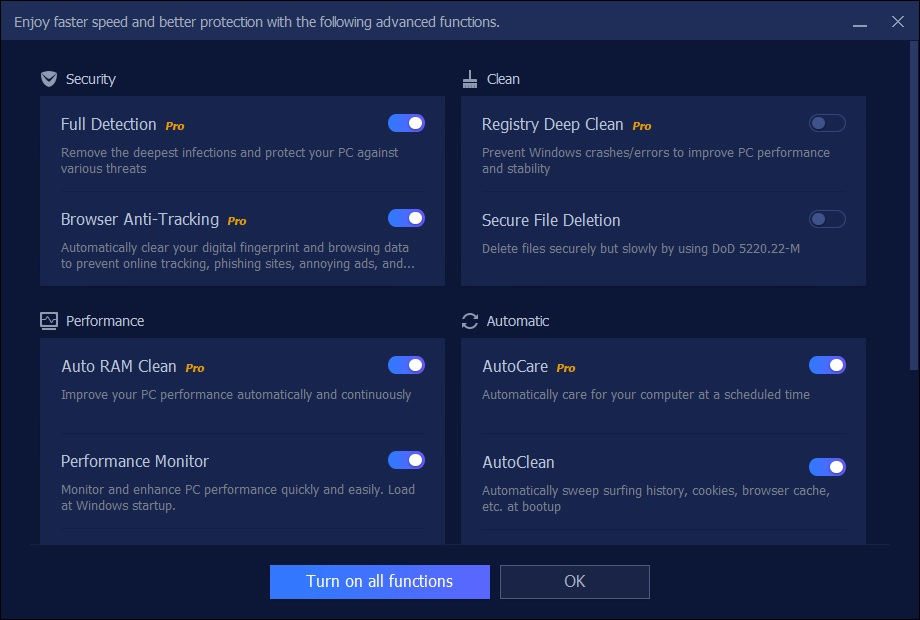 Enjoy faster speed and better protection with the following advanced functions.
Security
Full Detection Pro
Remove the deepest infections and protect your PC against
various threats
Browser Anti-Tracking Pro
Automatically clear your digital fingerprint and browsing data
to prevent online tracking, phishing sites, annoying ads, and...
Clean
Registry Deep Clean Pro
Prevent Windows crashes/errors to improve PC performance
and stability
Secure File Deletion
Delete files securely but slowly by using DoD 5220.22-M
Performance
Auto RAM Clean Pro
Improve your PC performance automatically and continuously
Performance Monitor
Monitor and enhance PC performance quickly and easily. Load
at Windows startup.
Automatic
AutoCare Pro
Automatically care for your computer at a scheduled time
AutoClean
Automatically sweep surfing history, cookies, browser cache,
etc. at bootup
Turn on all functions
OK